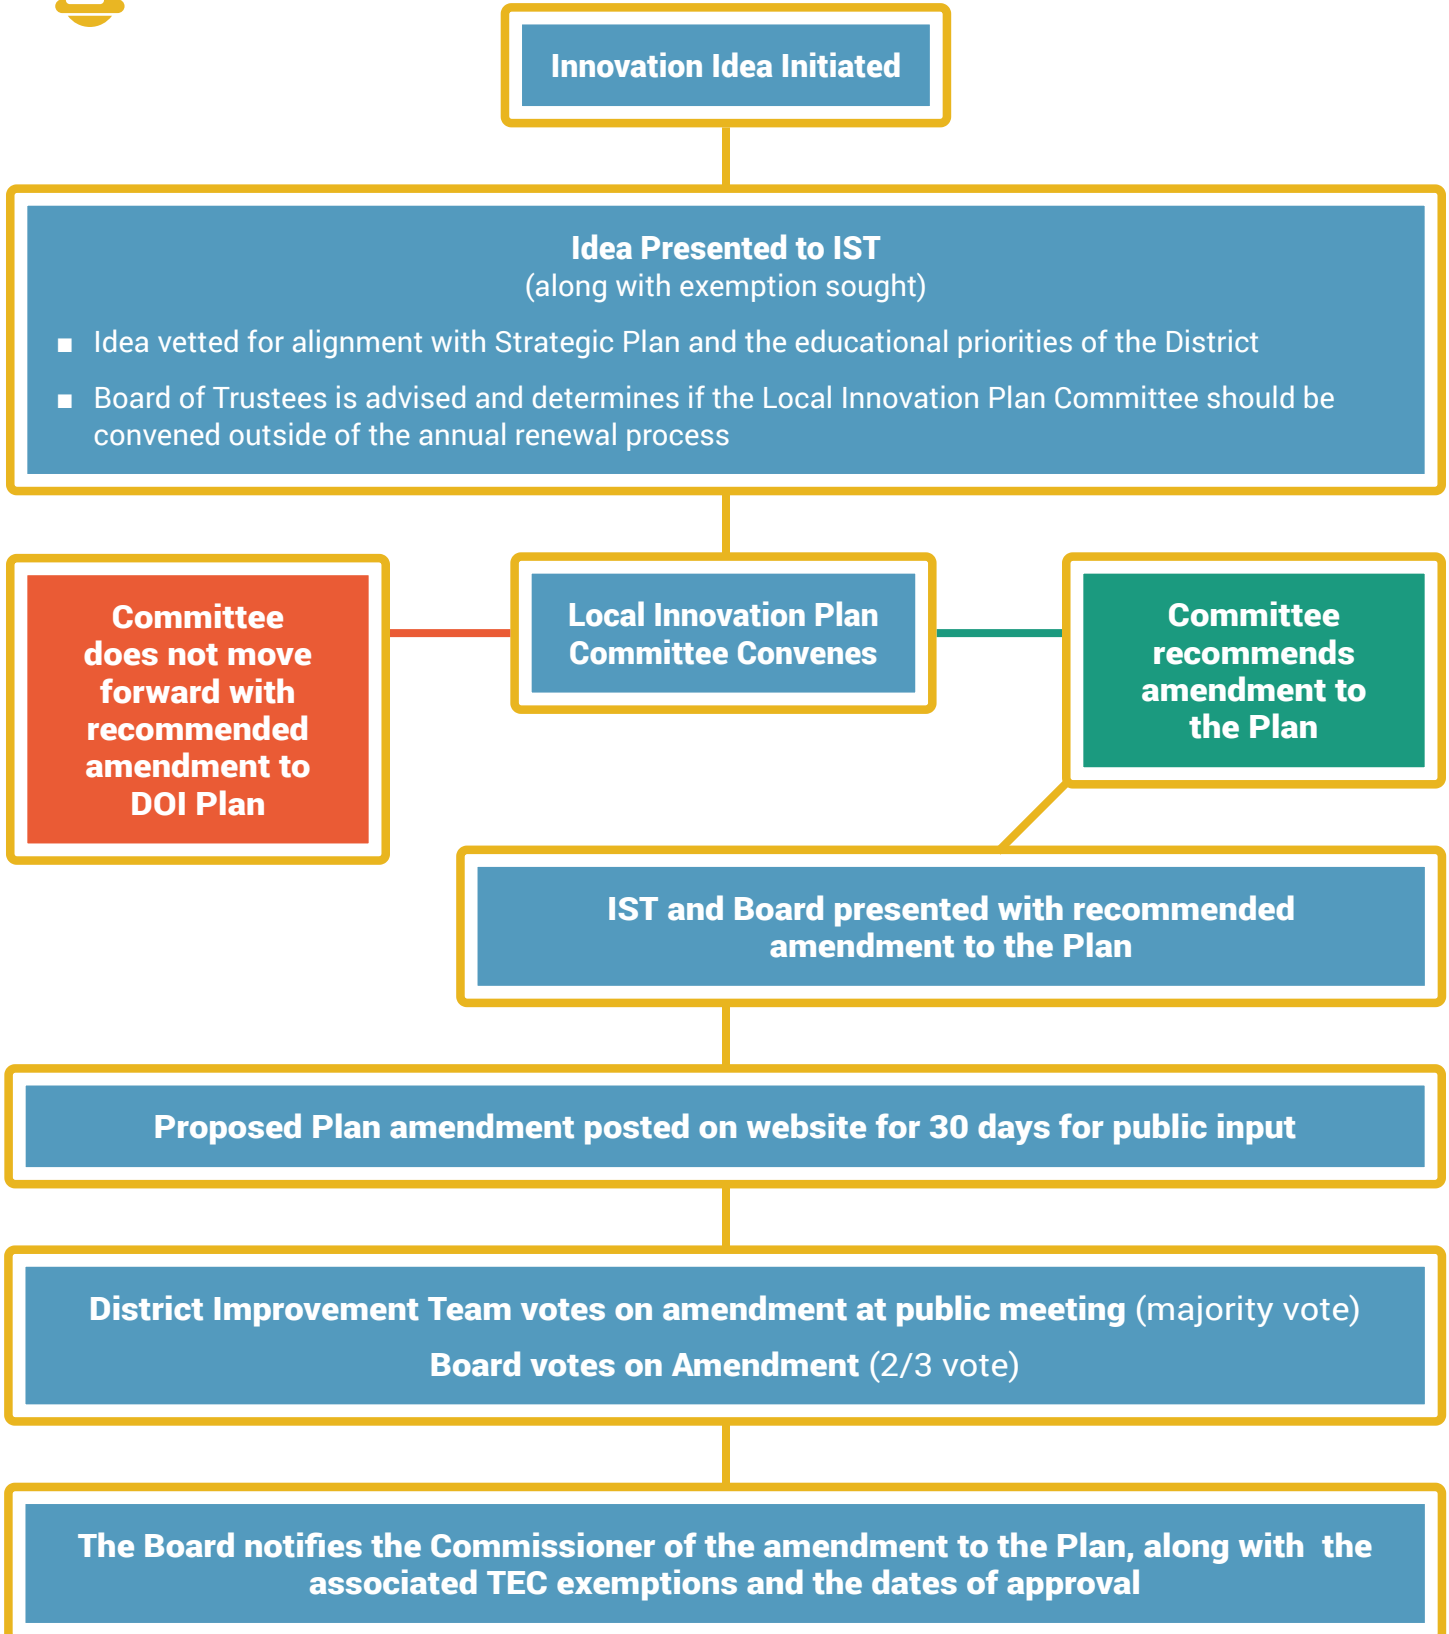 Innovation Idea Initiated
Idea Presented to IST
(along with exemption sought)
■ Idea vetted for alignment with Strategic Plan and the educational priorities of the District
■ Board of Trustees is advised and determines if the Local Innovation Plan Committee should be
convened outside of the annual renewal process
Committee
does not move
forward with
recommended
amendment to
DOI Plan
Local Innovation Plan
Committee Convenes
Committee
recommends
amendment to
the Plan
IST and Board presented with recommended
amendment to the Plan
Proposed Plan amendment posted on website for 30 days for public input
District Improvement Team votes on amendment at public meeting (majority vote)
Board votes on Amendment (2/3 vote)
The Board notifies the Commissioner of the amendment to the Plan, along with the
associated TEC exemptions and the dates of approval